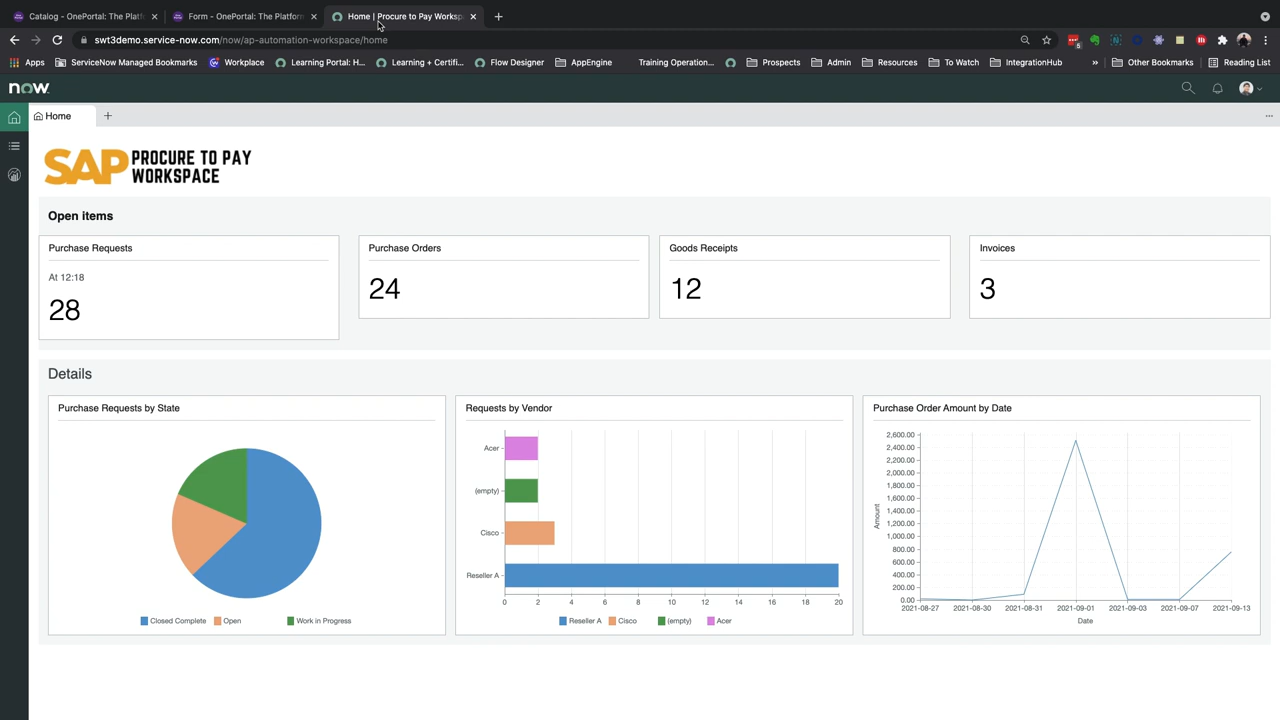 Catalog - OnePortal: The Platf
Form - OnePortal: The Platform
Home | Procure to Pay Worksp
swt3demo.service-now.com/now/ap-automation-workspace/home
5
Apps
ServiceNow Managed Bookmarks
Workplace
Learning Portal: H...
Learning + Certifi...
Flow Designer
AppEngine
Training Operation...
Prospects
Admin
Resources
To Watch
IntegrationHub
»
Other Bookmarks
Reading List
now
Home
SAP PROCURE TO PAY
WORKSPACE
Open items
Purchase Requests
At 12:18
28
Purchase Orders
24
Goods Receipts
12
Invoices
3
Details
Purchase Requests by State
Closed Complete
Open
Work in Progress
Requests by Vendor
Acer
(empty)
Cisco
Reseller A
0 2 4 6 8 10 12 14 16 18 20
Reseller A Cisco (empty) Acer
Purchase Order Amount by Date
2,600.00
2,400.00
2,200.00
2,000.00
1,800.00
1,600.00
1,400.00
1,200.00
1,000.00
800.00
600.00
400.00
200.00
0.00
Amount
2021-08-27 2021-08-30 2021-08-31 2021-09-01 2021-09-03 2021-09-07 2021-09-13
Date